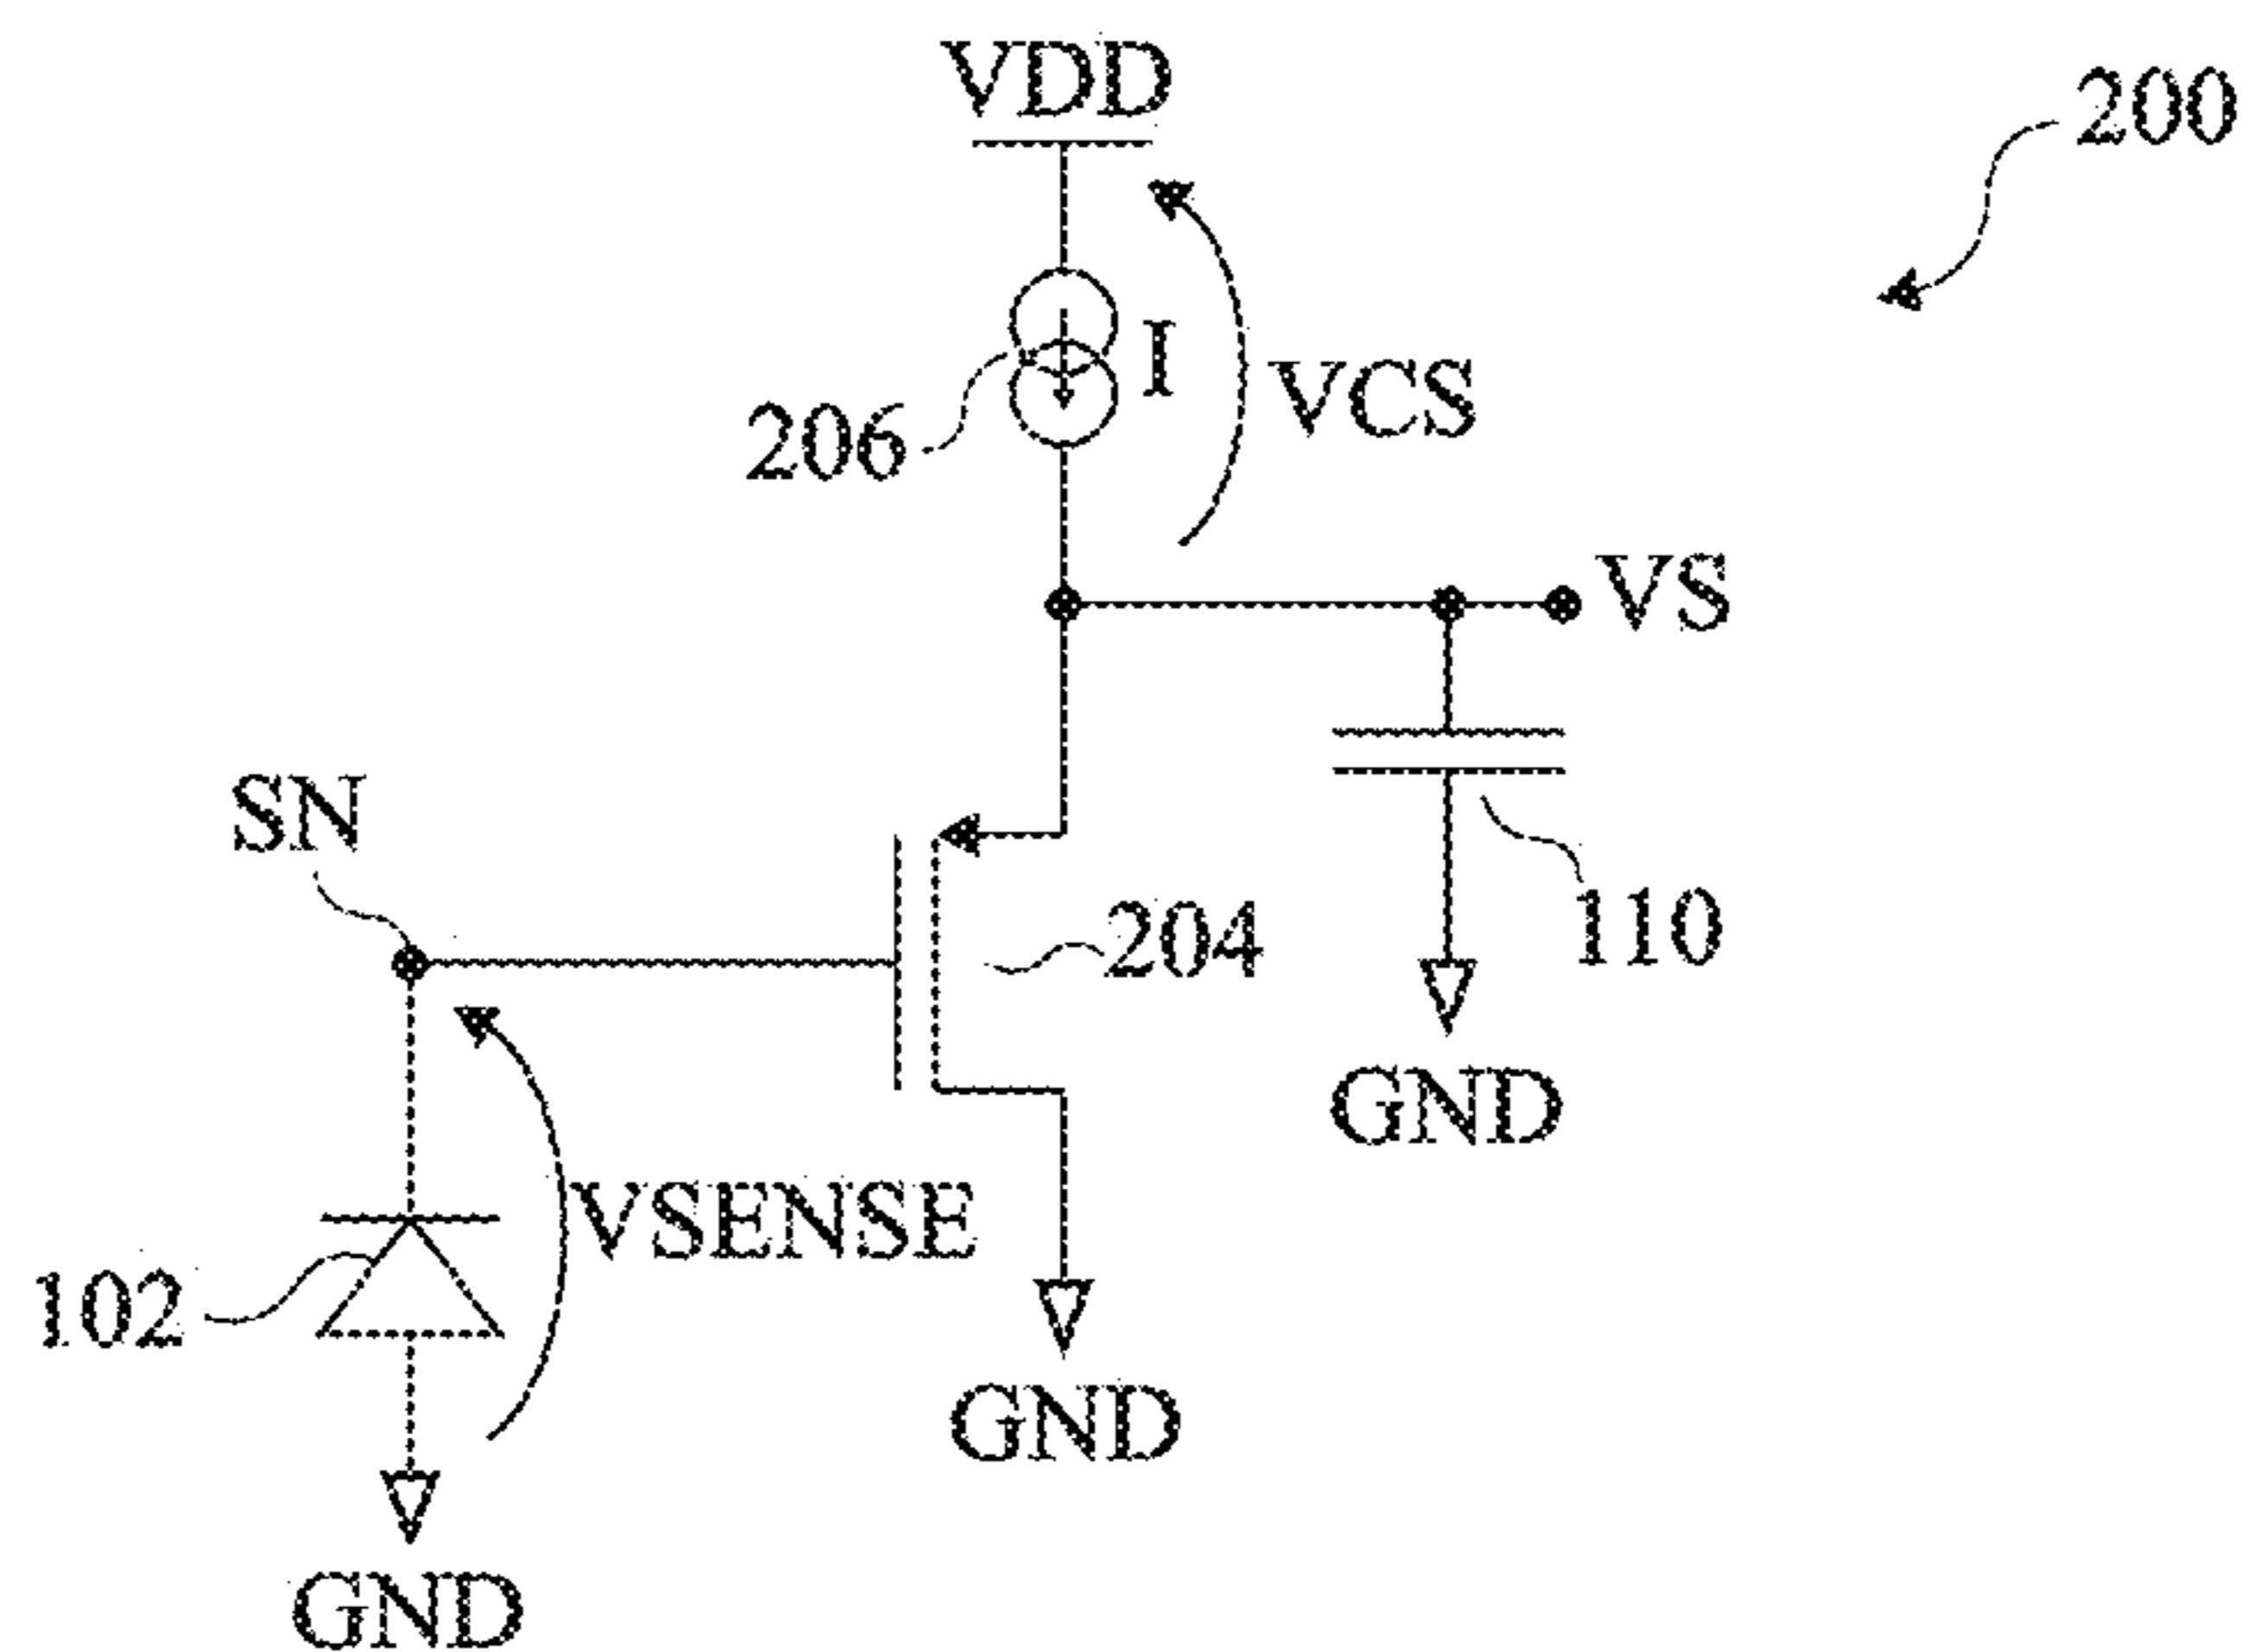 VDD
200
I
VCS
206
VS
SN
204
110
GND
VSENSE
102
GND
GND